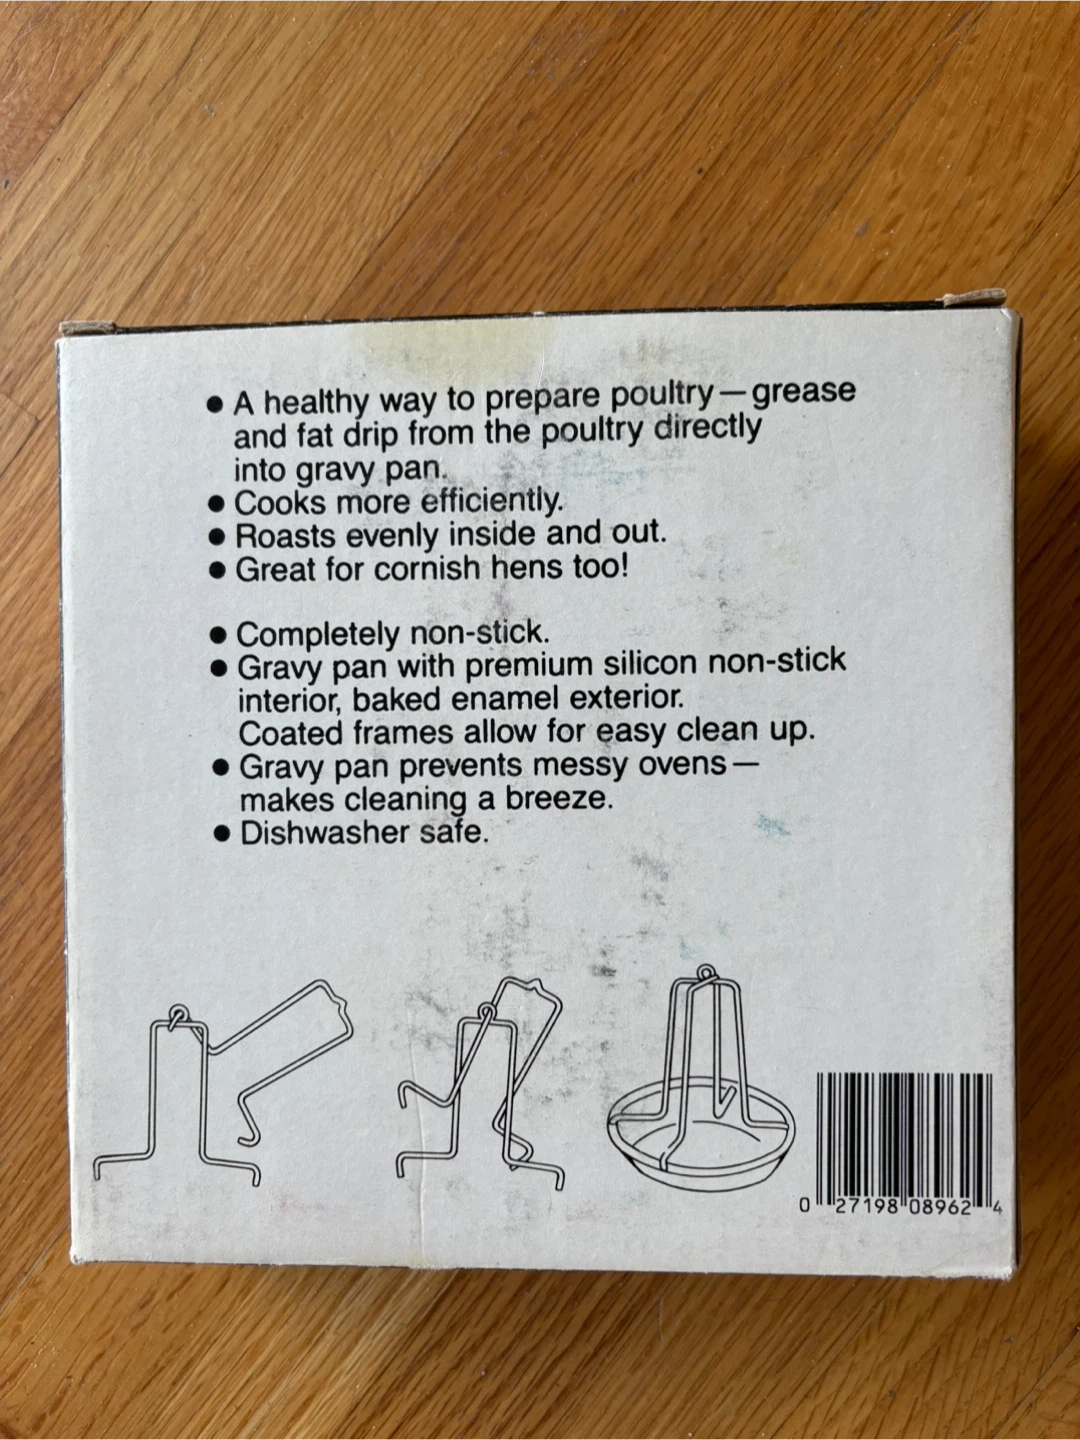 ● A healthy way to prepare poultry—grease
and fat drip from the poultry directly
into gravy pan.
● Cooks more efficiently.
● Roasts evenly inside and out.
● Great for cornish hens too!
● Completely non-stick.
● Gravy pan with premium silicon non-stick
interior, baked enamel exterior.
Coated frames allow for easy clean up.
● Gravy pan prevents messy ovens—
makes cleaning a breeze.
● Dishwasher safe.
0 27198 08962 4